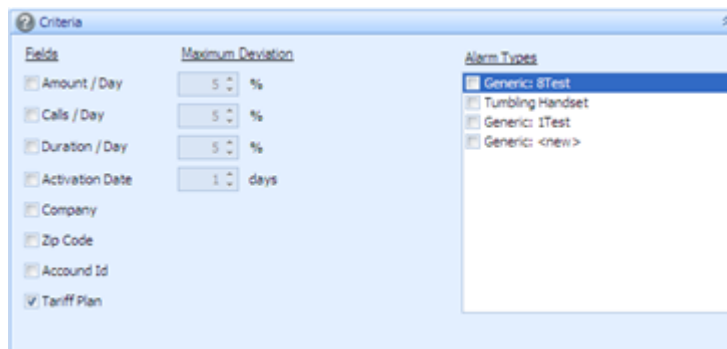 Criteria
Fields
Maximum Deviation
Alarm Types
Amount / Day 5 %
Calls / Day 5 %
Duration / Day 5 %
Activation Date 1 days
Company
Zip Code
Accound Id
Tariff Plan
Generic: 8Test
Tumbling Handset
Generic: 1Test
Generic: <new>